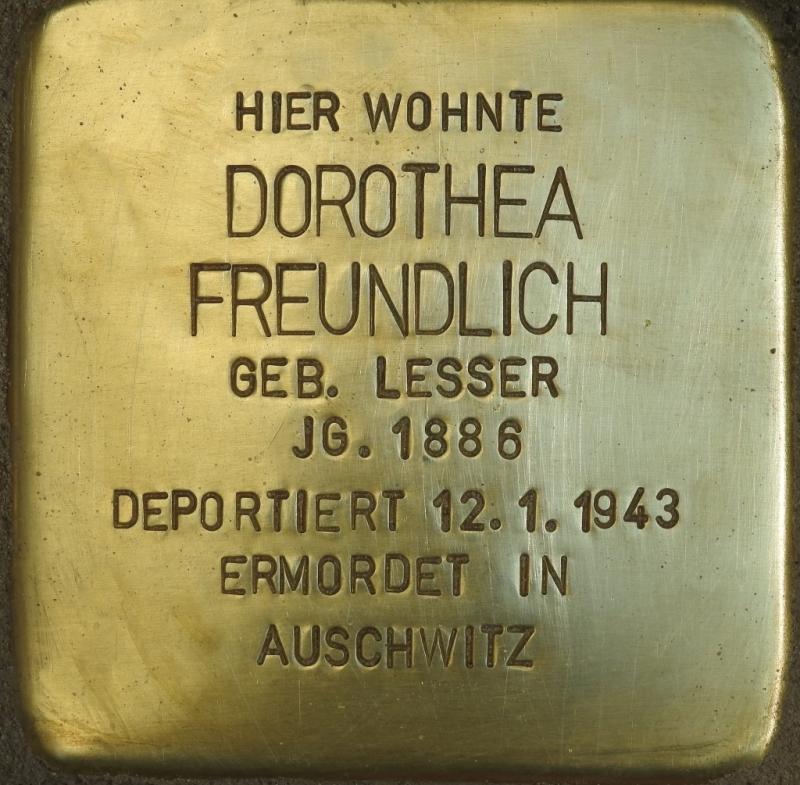 HIER WOHNTE
DOROTHEA
FREUNDLICH
GEB. LESSER
JG. 1886
DEPORTIERT 12.1.1943
ERMORDET IN
AUSCHWITZ